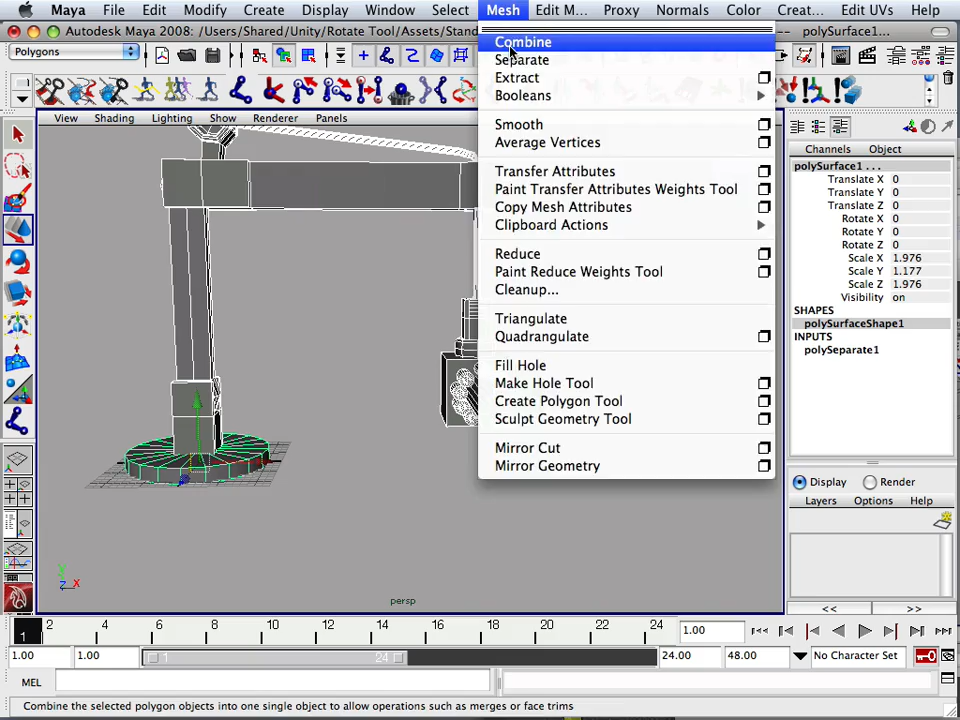 Maya File Edit Modify Create Display Window Select Mesh Edit M... Proxy Normals Color Creat... Edit UVs Help
Autodesk Maya 8.5: /Users/Shared/Unity/Rotate Tool/Assets/Stand
polySurface1...
Polygons
View Shading Lighting Show Renderer Panels
Combine
Separate
Extract
Booleans
Smooth
Average Vertices
Transfer Attributes
Paint Transfer Attributes Weights Tool
Copy Mesh Attributes
Clipboard Actions
Reduce
Paint Reduce Weights Tool
Cleanup...
Triangulate
Quadrangulate
Fill Hole
Make Hole Tool
Create Polygon Tool
Sculpt Geometry Tool
Mirror Cut
Mirror Geometry
Channels Object
polySurface1 ...
Translate X 0
Translate Y 0
Translate Z 0
Rotate X 0
Rotate Y 0
Rotate Z 0
Scale X 1.976
Scale Y 1.177
Scale Z 1.976
Visibility on
SHAPES
polySurfaceShape1
INPUTS
polySeparate1
Display Render
Layers Options Help
<< >>
y
z x
persp
1 2 4 6 8 10 12 14 16 18 20 22 24
1.00
1.00 1.00 1 24 24.00 48.00 No Character Set
MEL
Combine the selected polygon objects into one single object to allow operations such as merges or face trims